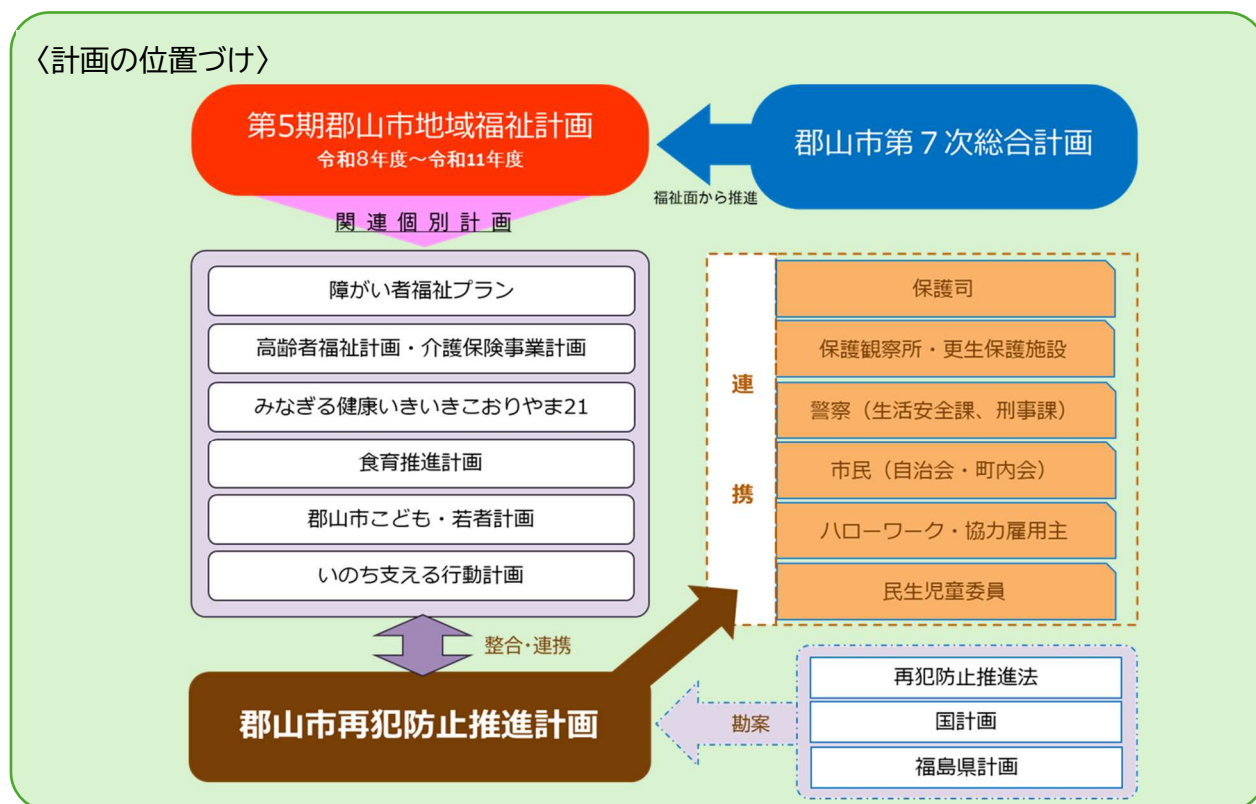 〈計画の位置づけ〉
第5期郡山市地域福祉計画
令和8年度～令和11年度
郡山市第７次総合計画
福祉面から推進
関連個別計画
障がい者福祉プラン
高齢者福祉計画・介護保険事業計画
みなぎる健康いきいきこおりやま21
食育推進計画
郡山市こども・若者計画
いのち支える行動計画
連携
保護司
保護観察所・更生保護施設
警察（生活安全課、刑事課）
市民（自治会・町内会）
ハローワーク・協力雇用主
民生児童委員
整合・連携
郡山市再犯防止推進計画
勘案
再犯防止推進法
国計画
福島県計画